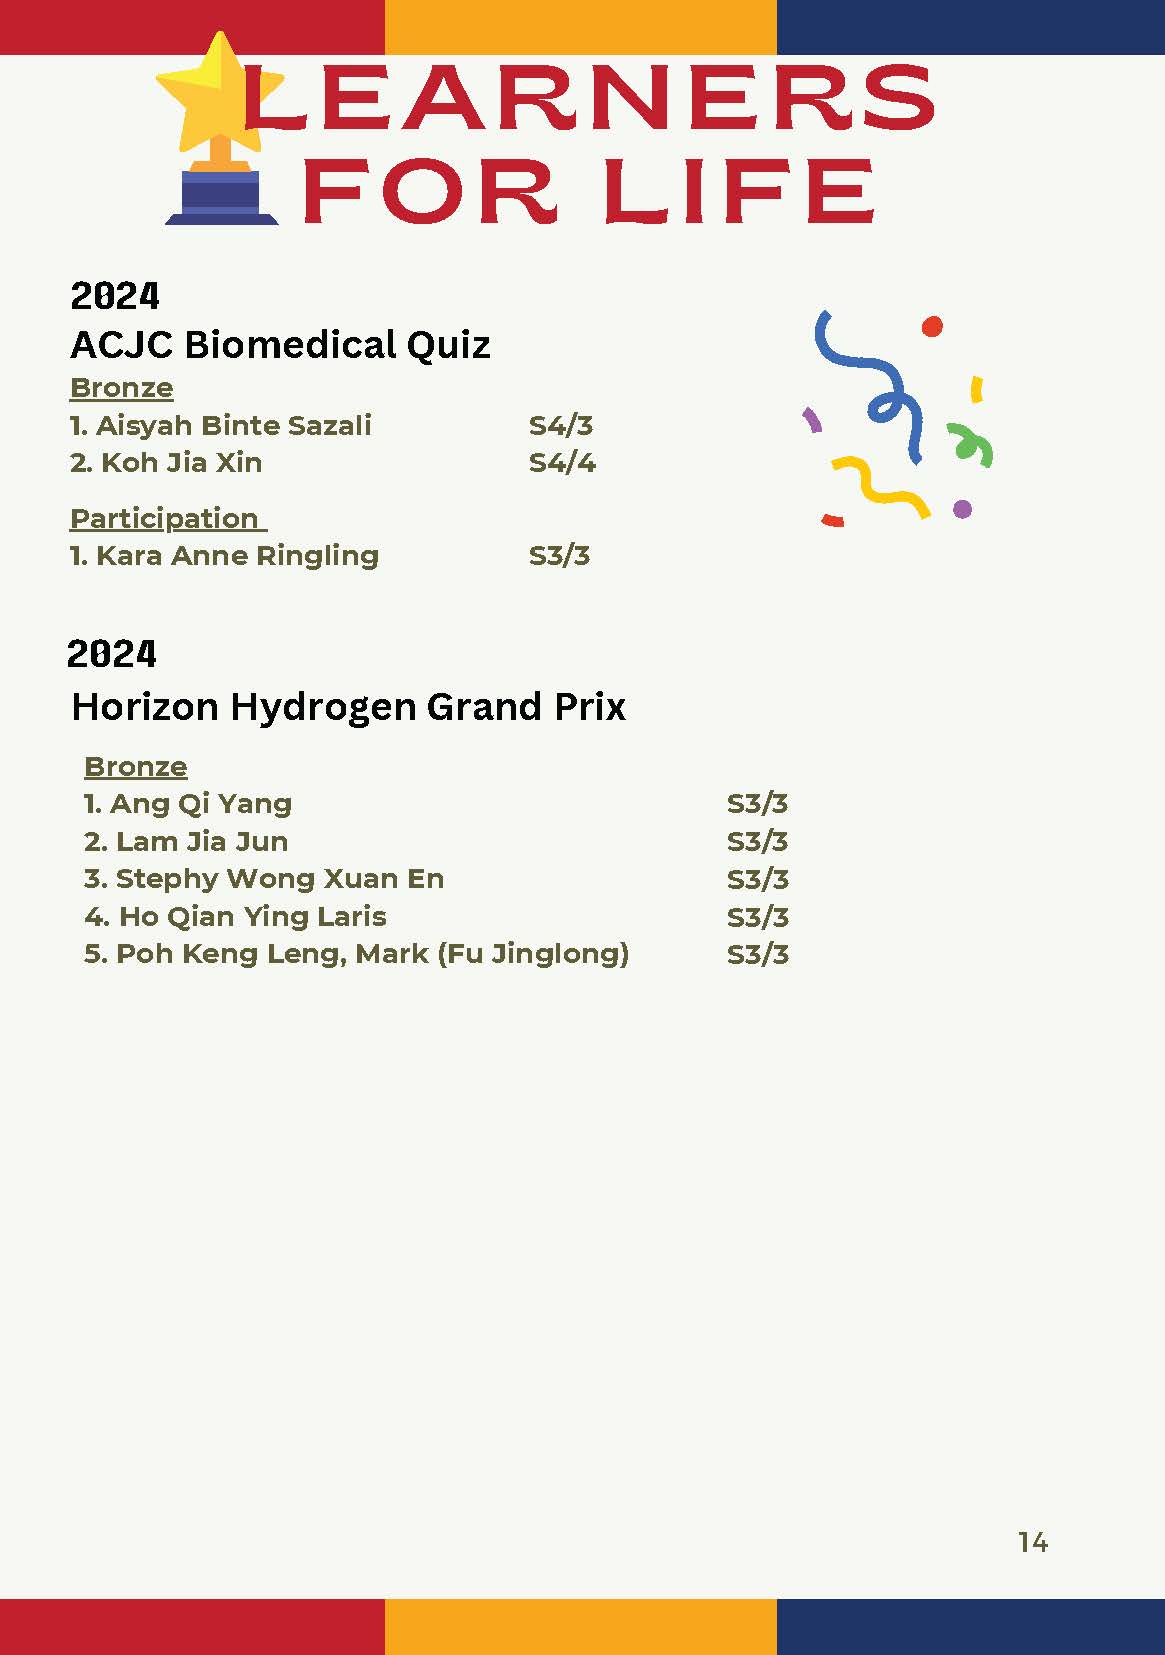 LEARNERS
FOR LIFE
2024
ACJC Biomedical Quiz
Bronze
1. Aisyah Binte Sazali S4/3
2. Koh Jia Xin S4/4
Participation
1. Kara Anne Ringling S3/3
2024
Horizon Hydrogen Grand Prix
Bronze
1. Ang Qi Yang S3/3
2. Lam Jia Jun S3/3
3. Stephy Wong Xuan En S3/3
4. Ho Qian Ying Laris S3/3
5. Poh Keng Leng, Mark (Fu Jinglong) S3/3
14